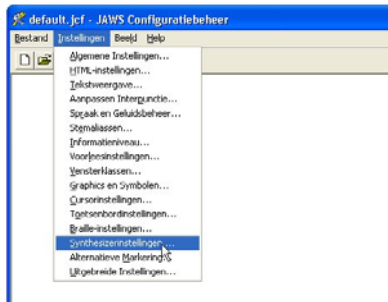 default.jcf - JAWS Configuratiebeheer
Bestand Instellingen Beeld Help
Algemene Instellingen...
HTML-instellingen...
Tekstweergave...
Aanpassen Interpunctie...
Spraak en Geluidsbeheer...
Stemaliassen...
Informatieniveau...
Voorleesinstellingen...
Vensterklassen...
Graphics en Symbolen...
Cursorinstellingen...
Toetsenbordinstellingen...
Braille-instellingen...
Synthesizerinstellingen...
Alternatieve Markering...
Uitgebreide Instellingen...